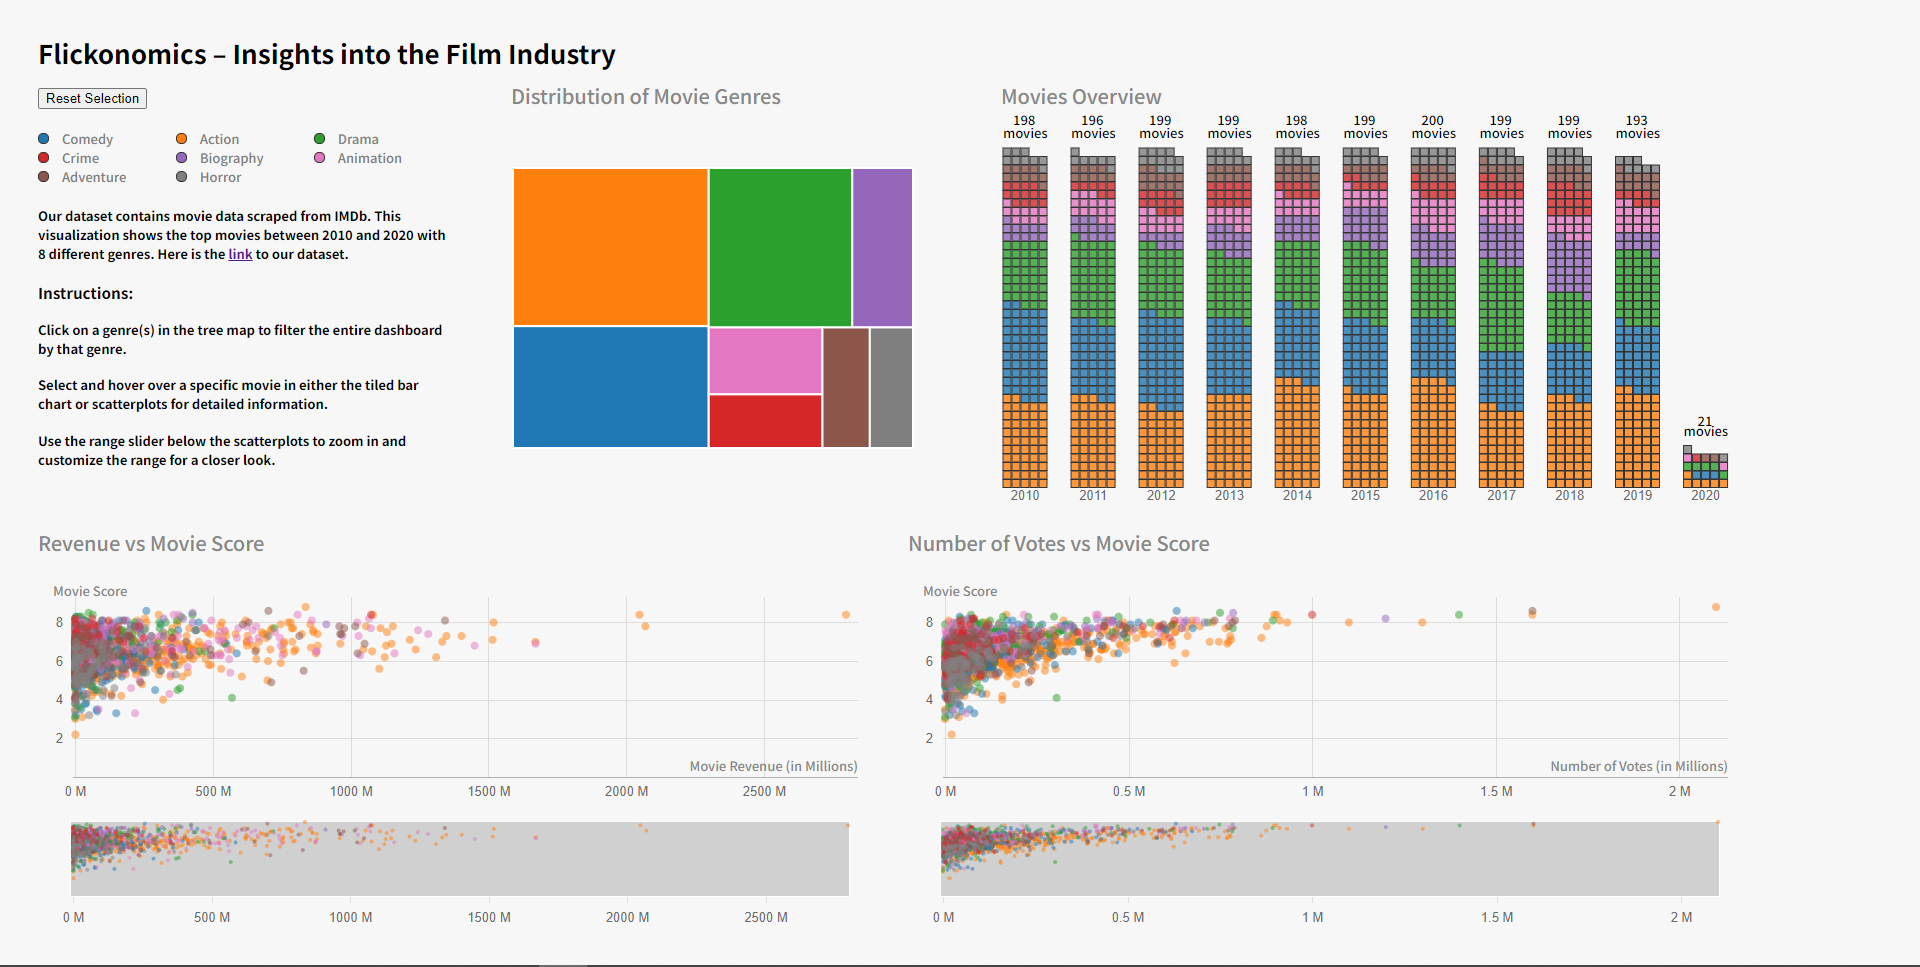 Flickonomics – Insights into the Film Industry
Reset Selection
Comedy Action Drama
Crime Biography Animation
Adventure Horror
Our dataset contains movie data scraped from IMDb. This
visualization shows the top movies between 2010 and 2020 with
8 different genres. Here is the link to our dataset.
Instructions:
Click on a genre(s) in the tree map to filter the entire dashboard
by that genre.
Select and hover over a specific movie in either the tiled bar
chart or scatterplots for detailed information.
Use the range slider below the scatterplots to zoom in and
customize the range for a closer look.
Distribution of Movie Genres
Movies Overview
198 196 199 199 198 199 200 199 199 193
movies movies movies movies movies movies movies movies movies movies
21
movies
2010 2011 2012 2013 2014 2015 2016 2017 2018 2019 2020
Revenue vs Movie Score
Movie Score
8
6
4
2
Movie Revenue (in Millions)
0 M 500 M 1000 M 1500 M 2000 M 2500 M
0 M 500 M 1000 M 1500 M 2000 M 2500 M
Number of Votes vs Movie Score
Movie Score
8
6
4
2
Number of Votes (in Millions)
0 M 0.5 M 1 M 1.5 M 2 M
0 M 0.5 M 1 M 1.5 M 2 M